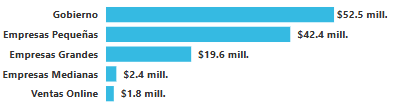 Gobierno $52.5 mill.
Empresas Pequeñas $42.4 mill.
Empresas Grandes $19.6 mill.
Empresas Medianas $2.4 mill.
Ventas Online $1.8 mill.